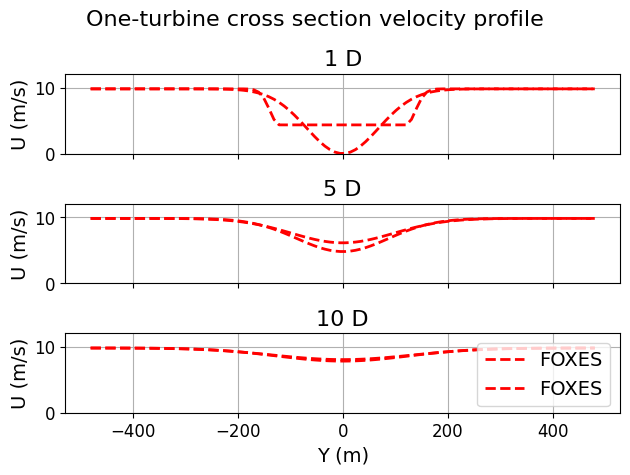 One-turbine cross section velocity profile
1 D
10
0
U (m/s)
5 D
10
0
U (m/s)
10 D
10
0
U (m/s)
FOXES
FOXES
−400 −200 0 200 400
Y (m)